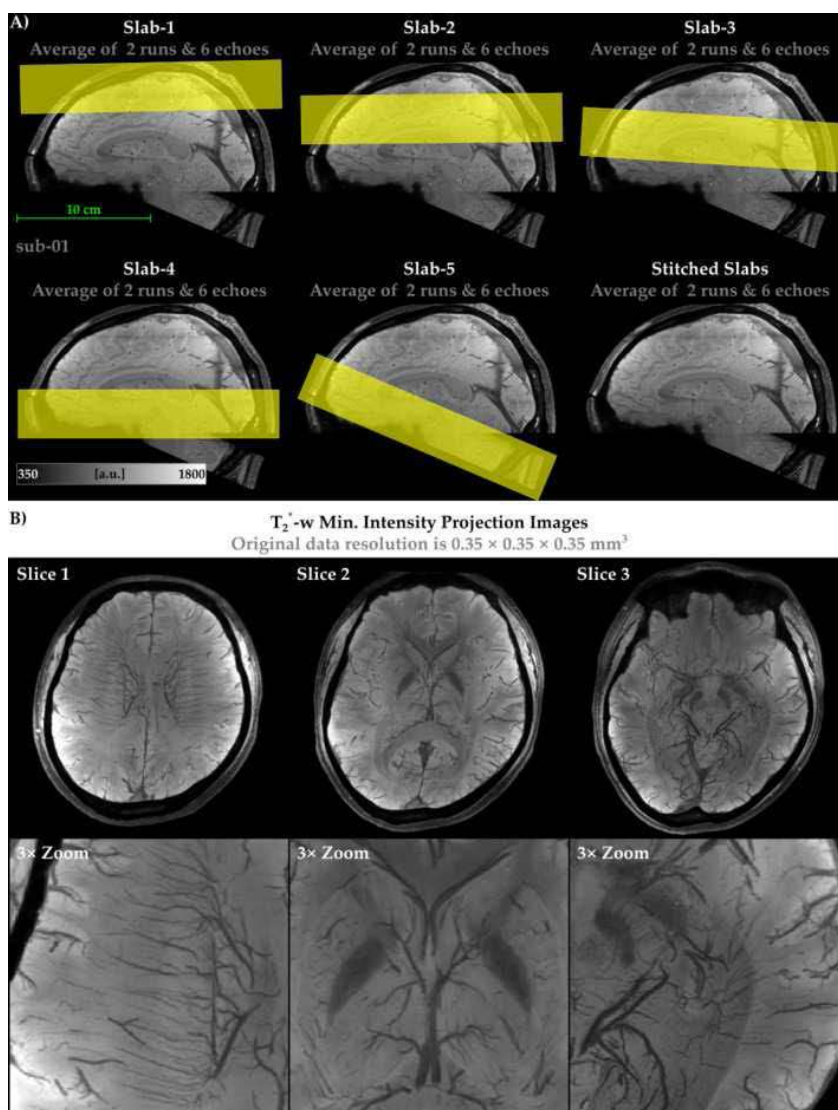 A)
Slab-1
Average of 2 runs & 6 echoes
Slab-2
Average of 2 runs & 6 echoes
Slab-3
Average of 2 runs & 6 echoes
10 cm
sub-01
Slab-4
Average of 2 runs & 6 echoes
Slab-5
Average of 2 runs & 6 echoes
Stitched Slabs
Average of 2 runs & 6 echoes
350 [a.u.] 1800
B)
T₂*-w Min. Intensity Projection Images
Original data resolution is 0.35 × 0.35 × 0.35 mm³
Slice 1
Slice 2
Slice 3
3× Zoom
3× Zoom
3× Zoom